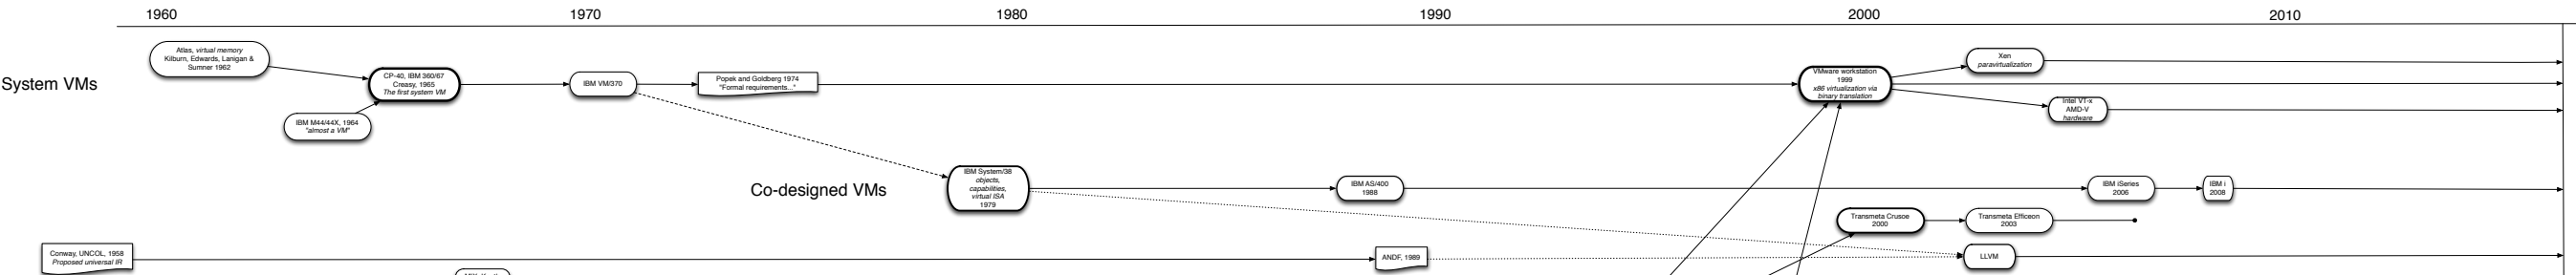 1960
1970
1980
1990
2000
2010
System VMs
Atlas, virtual memory
Kilburn, Edwards, Lanigan &
Sumner 1962
CP-40, IBM 360/67
Creasy, 1965
The first system VM
IBM M44/44X, 1964
"almost a VM"
IBM VM/370
Popek and Goldberg 1974
"Formal requirements..."
VMware workstation
1999
x86 virtualization via
binary translation
Xen
paravirtualization
Intel VT-x
AMD-V
hardware
Co-designed VMs
IBM System/38
objects,
capabilities,
virtual ISA
1979
IBM AS/400
1988
IBM iSeries
2006
IBM i
2008
Transmeta Crusoe
2000
Transmeta Efficeon
2003
Conway, UNCOL, 1958
Proposed universal IR
ANDF, 1989
LLVM